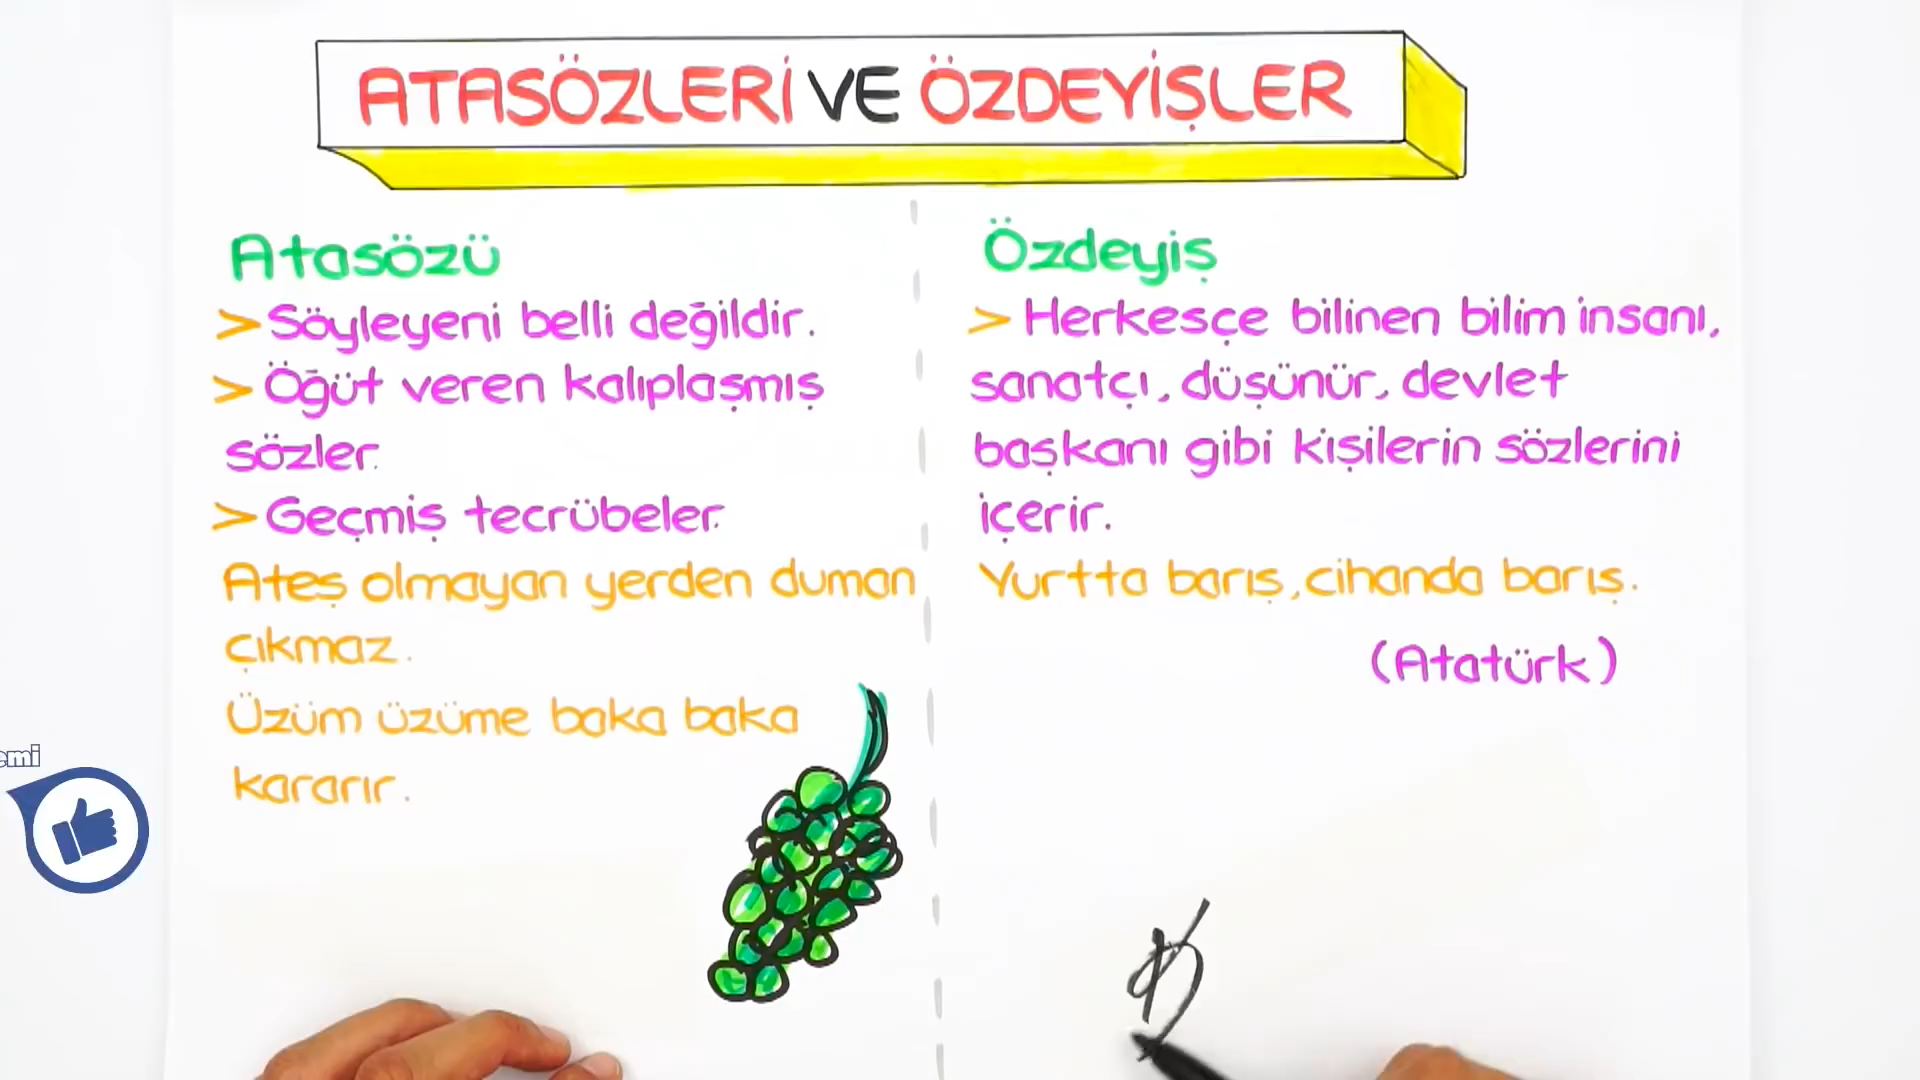 ATASÖZLERİ VE ÖZDEYİŞLER
Atasözü
> Söyleyeni belli değildir.
> Öğüt veren kalıplaşmış
sözler.
> Geçmiş tecrübeler.
Ateş olmayan yerden duman
çıkmaz.
Üzüm üzüme baka baka
kararır.
Özdeyiş
> Herkesçe bilinen bilim insanı,
sanatçı, düşünür, devlet
başkanı gibi kişilerin sözlerini
içerir.
Yurtta barış, cihanda barış.
(Atatürk)